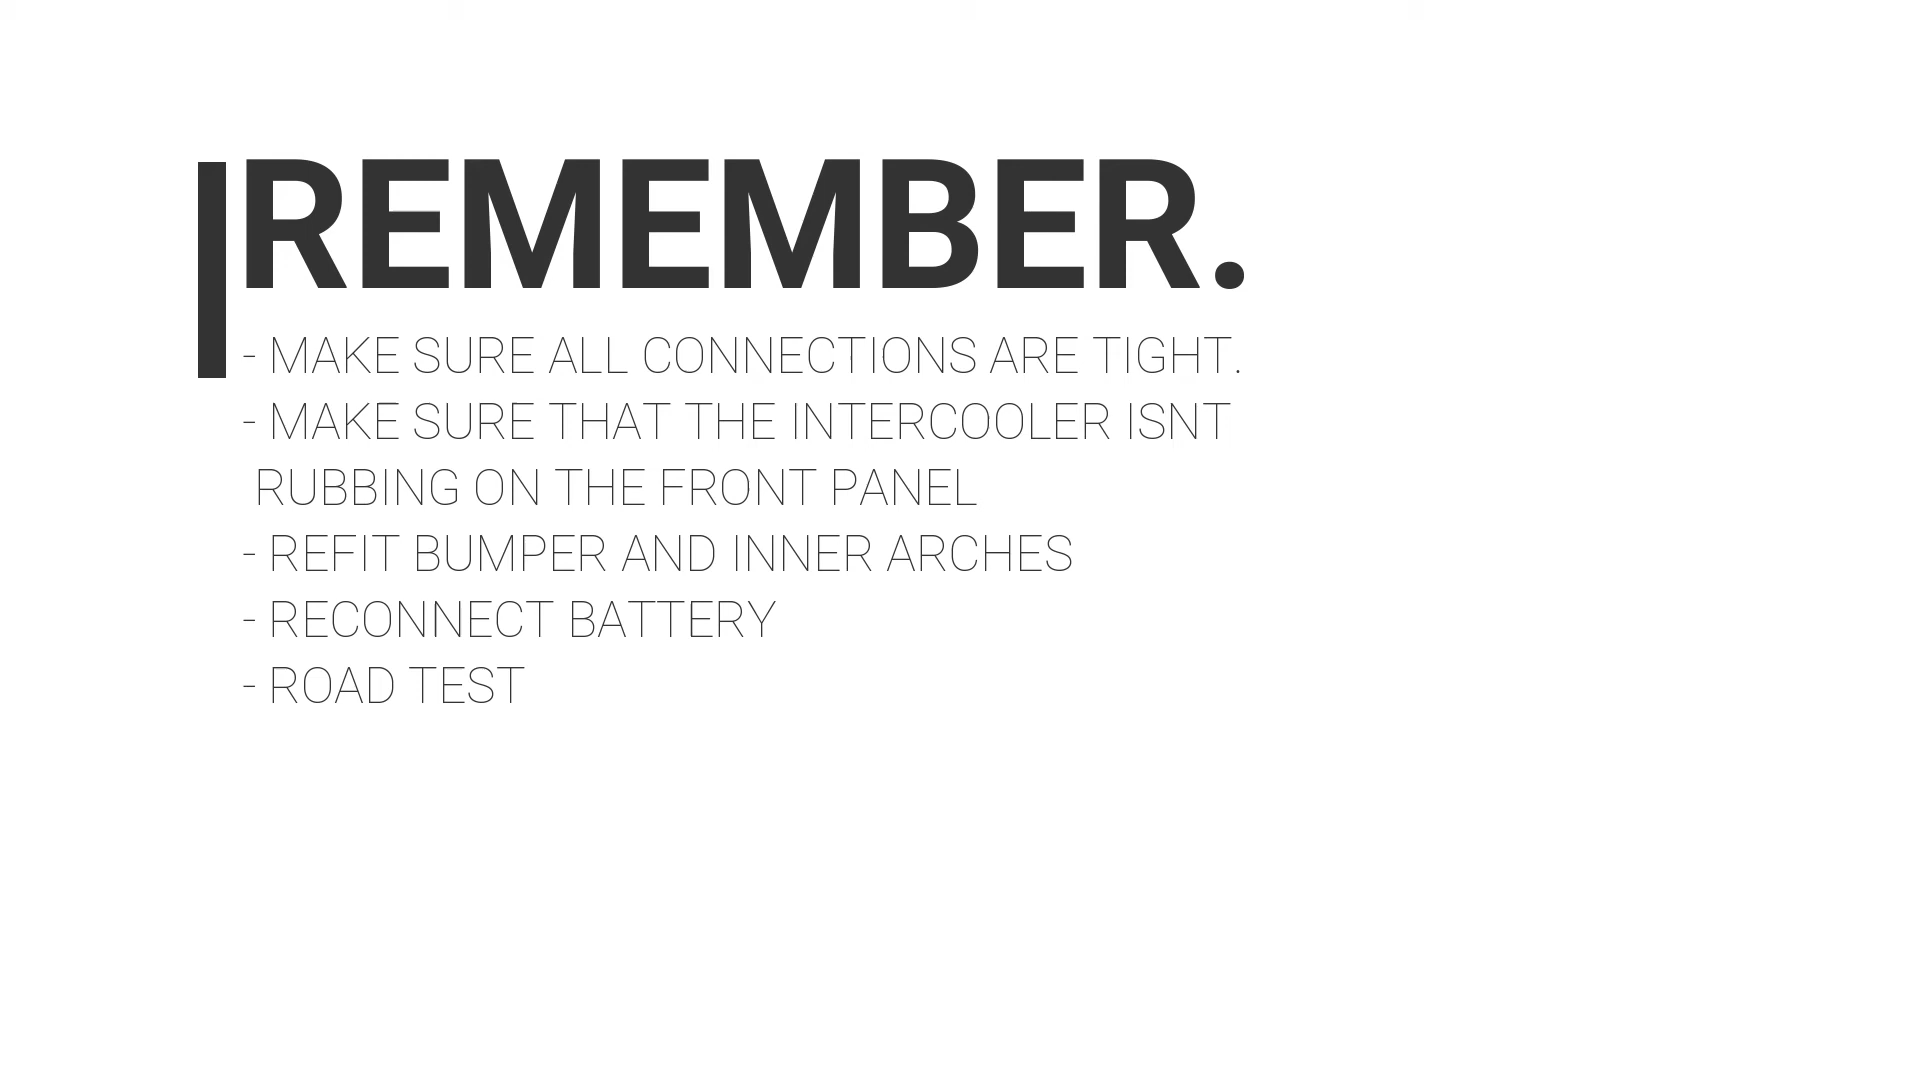 REMEMBER.
- MAKE SURE ALL CONNECTIONS ARE TIGHT.
- MAKE SURE THAT THE INTERCOOLER ISNT
RUBBING ON THE FRONT PANEL
- REFIT BUMPER AND INNER ARCHES
- RECONNECT BATTERY
- ROAD TEST